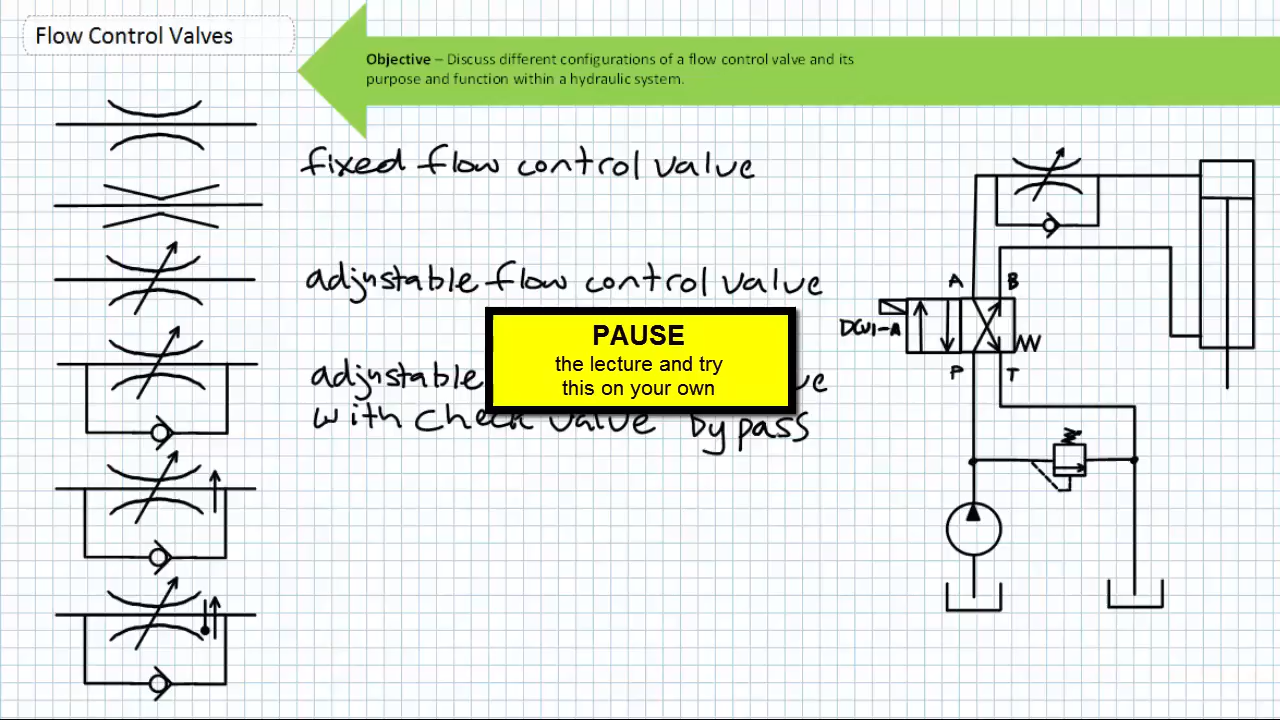 Flow Control Valves
Objective – Discuss different configurations of a flow control valve and its
purpose and function within a hydraulic system.
fixed flow control valve
adjustable flow control valve
PAUSE
the lecture and try
this on your own
adjustable
with check valve bypass
A B
DCV1-A
P T